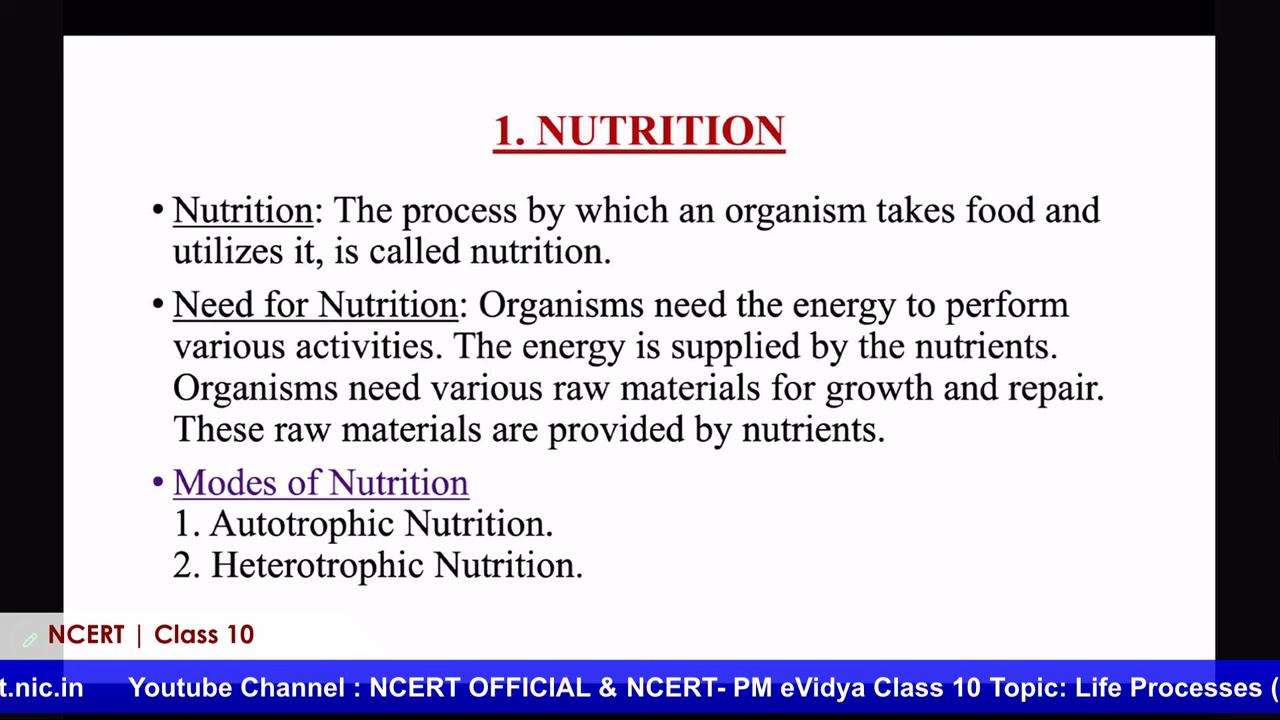 1. NUTRITION
• Nutrition: The process by which an organism takes food and
utilizes it, is called nutrition.
• Need for Nutrition: Organisms need the energy to perform
various activities. The energy is supplied by the nutrients.
Organisms need various raw materials for growth and repair.
These raw materials are provided by nutrients.
• Modes of Nutrition
1. Autotrophic Nutrition.
2. Heterotrophic Nutrition.
NCERT | Class 10
t.nic.in Youtube Channel : NCERT OFFICIAL & NCERT- PM eVidya Class 10 Topic: Life Processes (